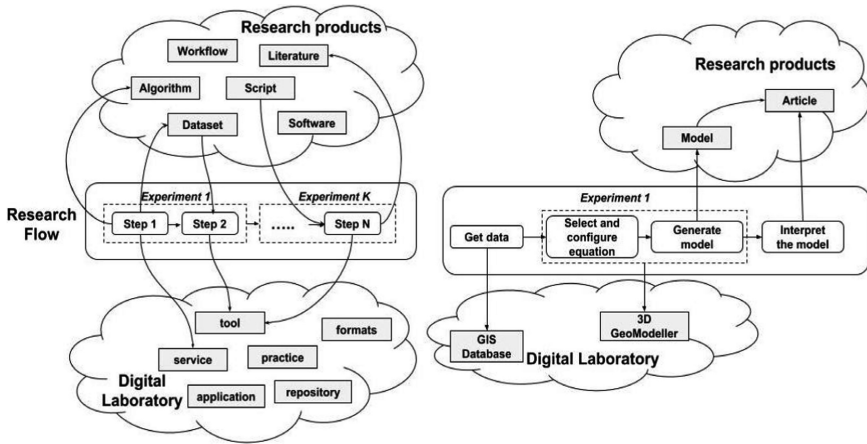 Research products
Workflow
Literature
Algorithm
Script
Dataset
Software
Research
Flow
Experiment 1
Experiment K
Step 1
Step 2
.....
Step N
tool
formats
service
practice
Digital
Laboratory
application
repository
Research products
Article
Model
Experiment 1
Get data
Select and
configure
equation
Generate
model
Interpret
the model
GIS
Database
3D
GeoModeller
Digital Laboratory